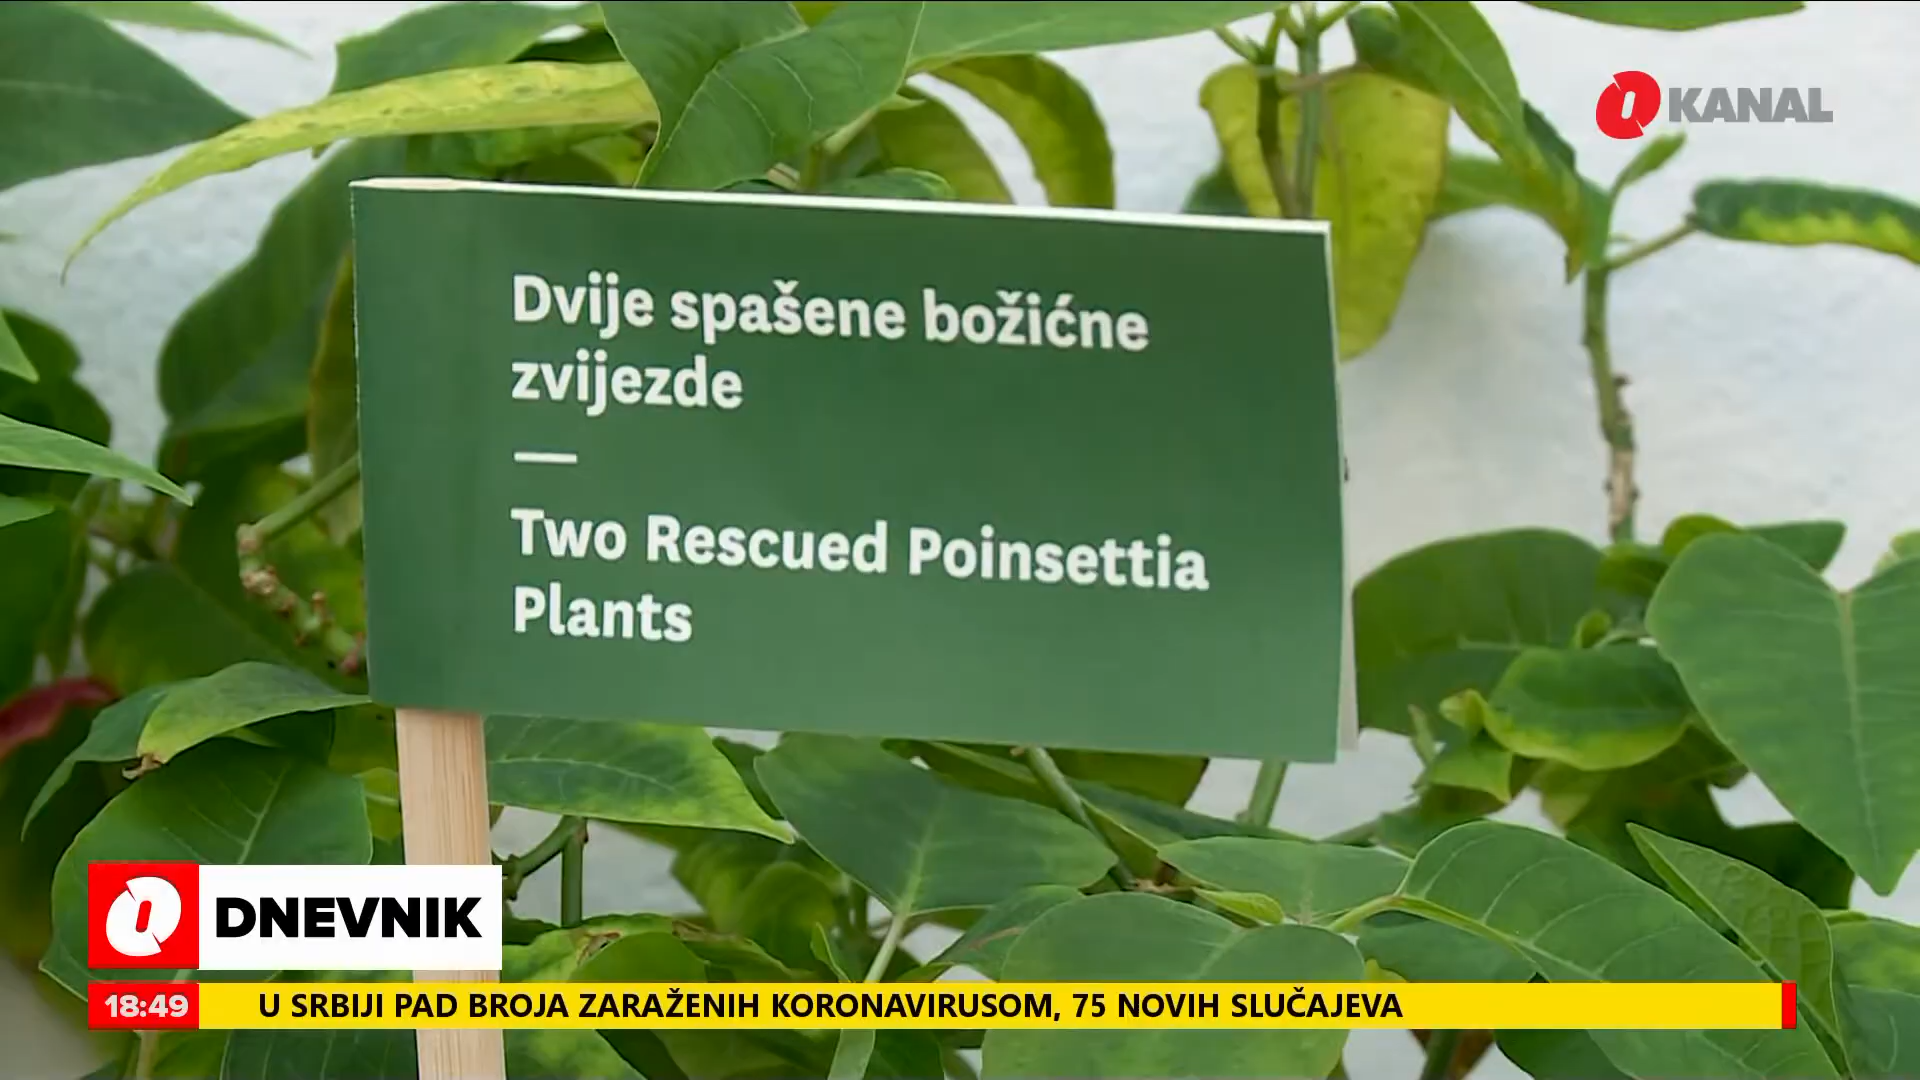 O KANAL
Dvije spašene božićne
zvijezde
—
Two Rescued Poinsettia
Plants
O DNEVNIK
18:49 U SRBIJI PAD BROJA ZARAŽENIH KORONAVIRUSOM, 75 NOVIH SLUČAJEVA